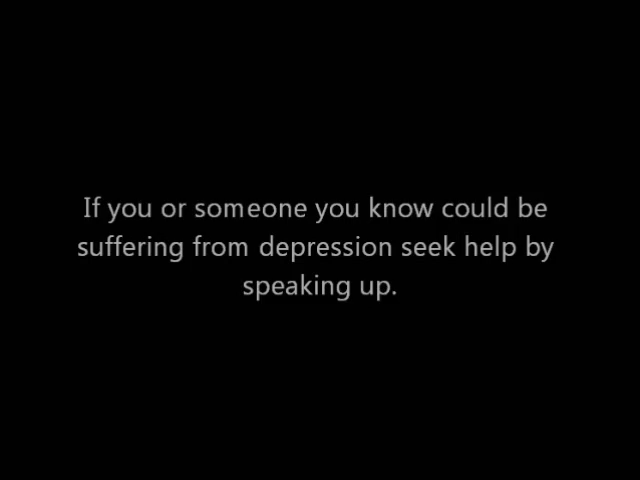 If you or someone you know could be
suffering from depression seek help by
speaking up.